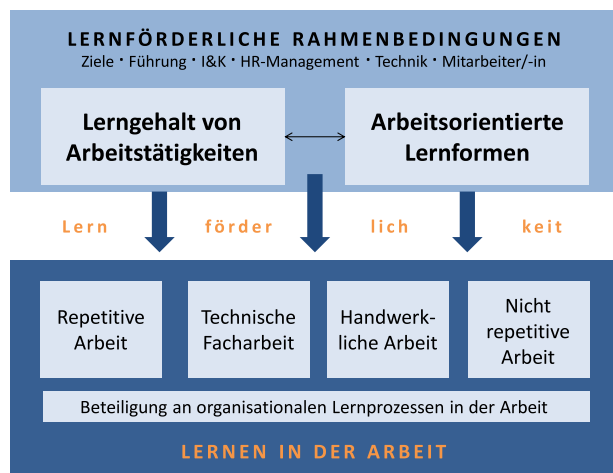 LERNFÖRDERLICHE RAHMENBEDINGUNGEN
Ziele · Führung · I&K · HR-Management · Technik · Mitarbeiter/-in
Lerngehalt von
Arbeitstätigkeiten
Arbeitsorientierte
Lernformen
Lern förder lich keit
Repetitive
Arbeit
Technische
Facharbeit
Handwerk-
liche Arbeit
Nicht
repetitive
Arbeit
Beteiligung an organisationalen Lernprozessen in der Arbeit
LERNEN IN DER ARBEIT